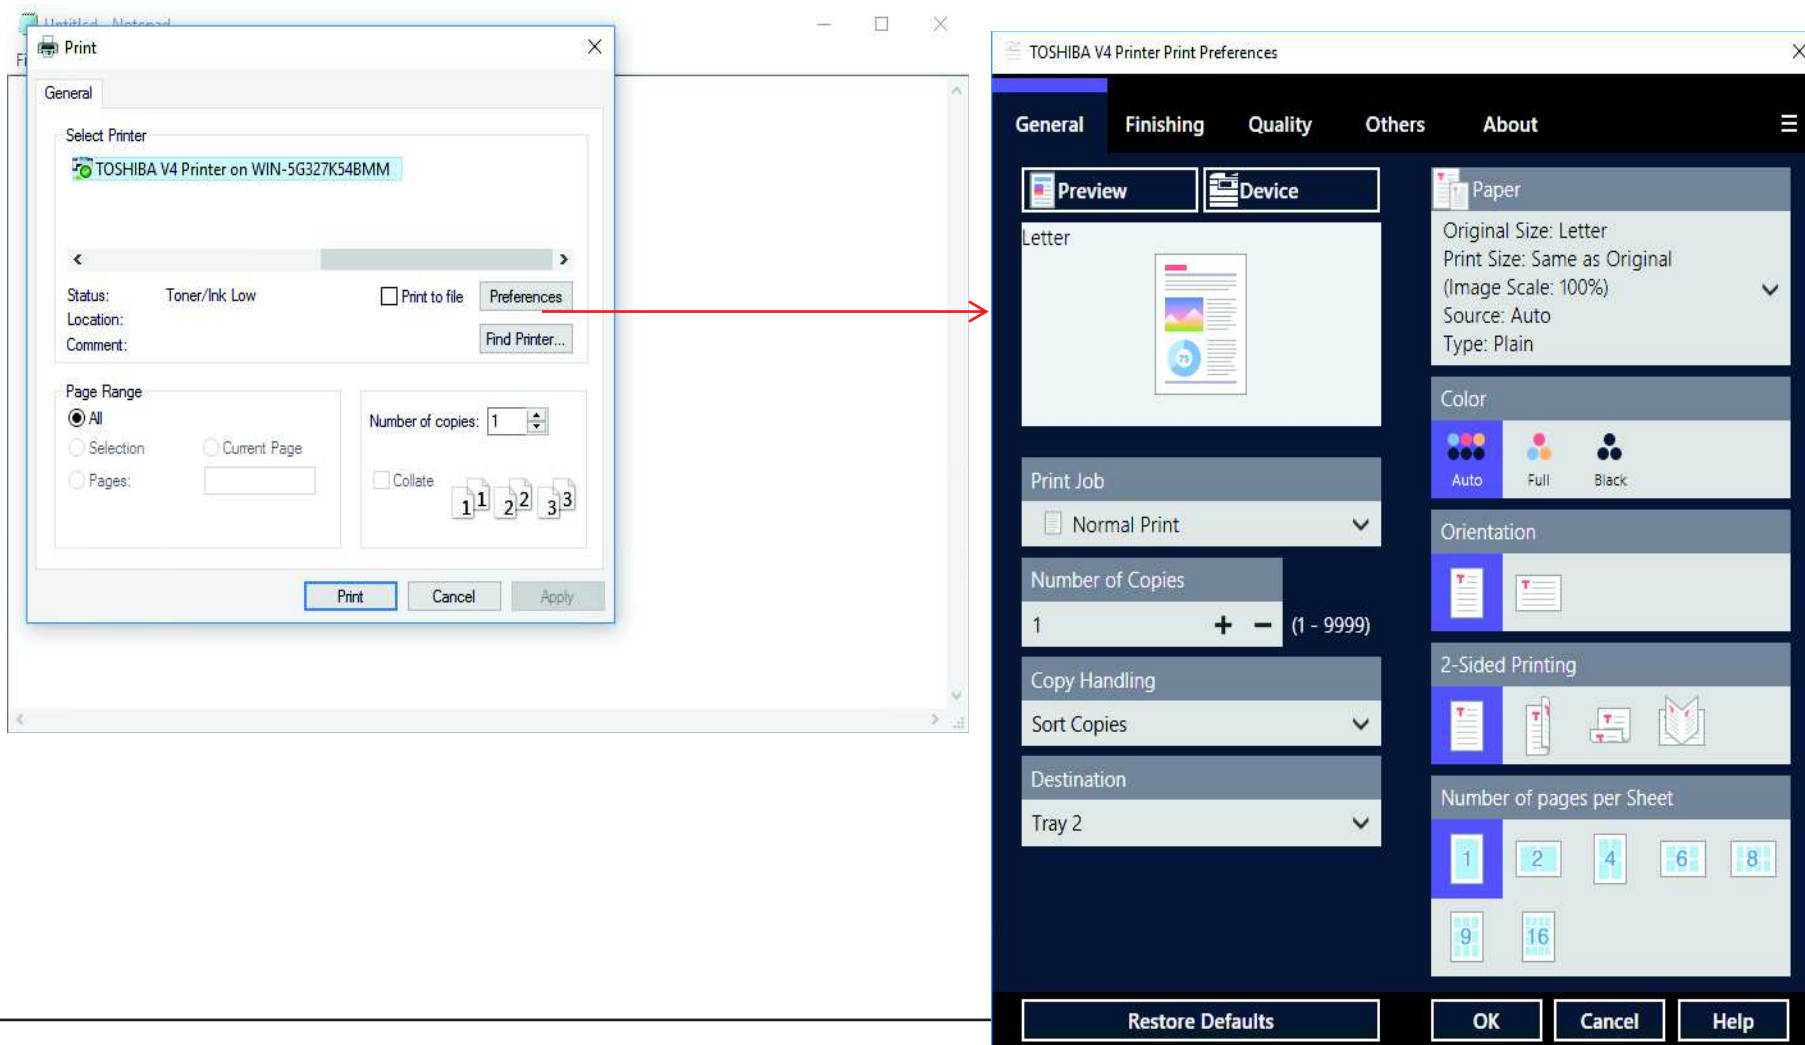 Untitled - Notepad
Print
General
Select Printer
TOSHIBA V4 Printer on WIN-5G327K54BMM
Status: Toner/Ink Low
Print to file
Preferences
Location:
Comment:
Find Printer...
Page Range
All
Selection
Current Page
Pages:
Number of copies: 1
Collate
1 1 2 2 3 3
Print
Cancel
Apply
TOSHIBA V4 Printer Print Preferences
General
Finishing
Quality
Others
About
Preview
Device
Letter
75
Print Job
Normal Print
Number of Copies
1 + − (1 - 9999)
Copy Handling
Sort Copies
Destination
Tray 2
Paper
Original Size: Letter
Print Size: Same as Original
(Image Scale: 100%)
Source: Auto
Type: Plain
Color
Auto
Full
Black
Orientation
2-Sided Printing
Number of pages per Sheet
1 2 4 6 8
9 16
Restore Defaults
OK
Cancel
Help